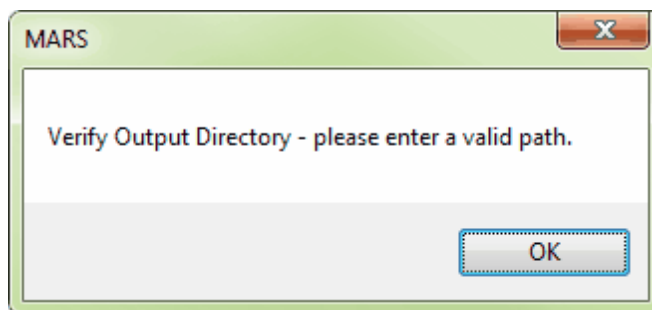 MARS
Verify Output Directory - please enter a valid path.
OK